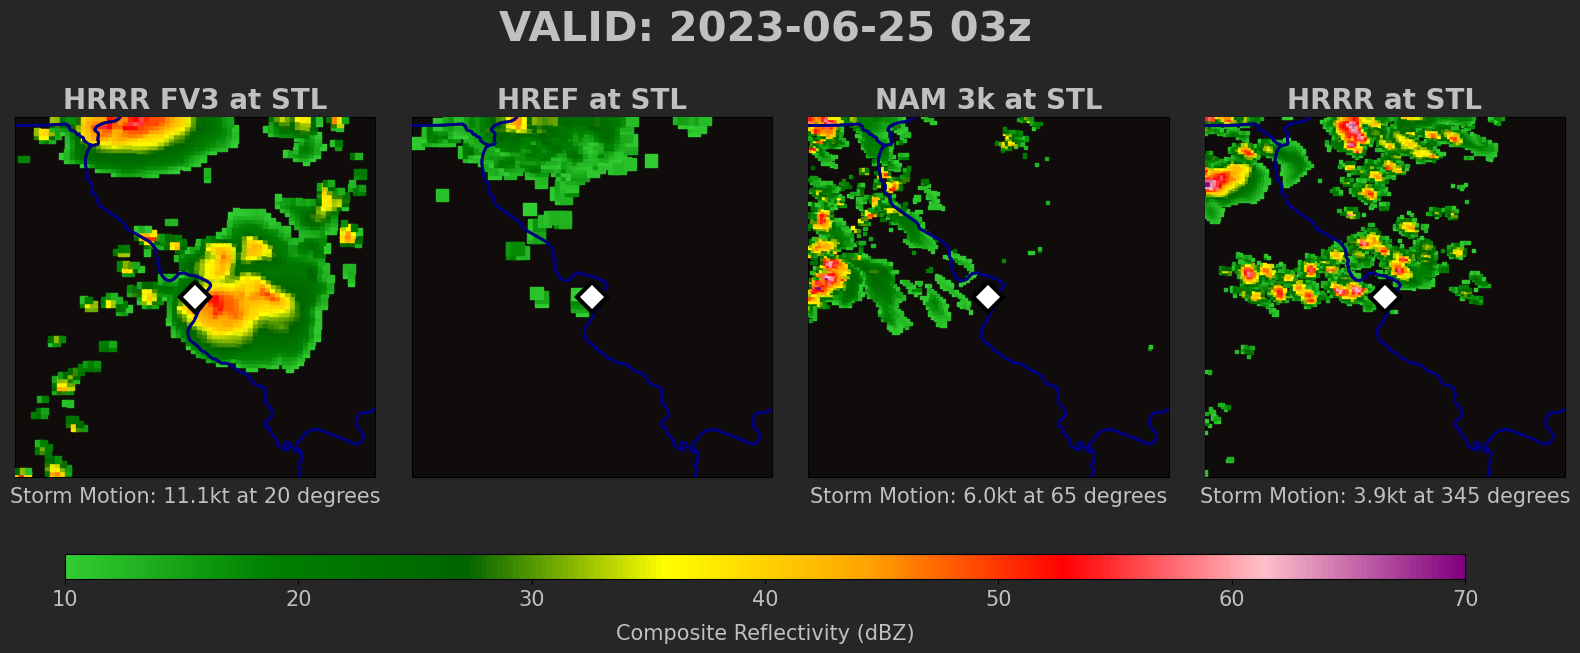 VALID: 2023-06-25 03z
HRRR FV3 at STL
HREF at STL
NAM 3k at STL
HRRR at STL
Storm Motion: 11.1kt at 20 degrees
Storm Motion: 6.0kt at 65 degrees
Storm Motion: 3.9kt at 345 degrees
10 20 30 40 50 60 70
Composite Reflectivity (dBZ)